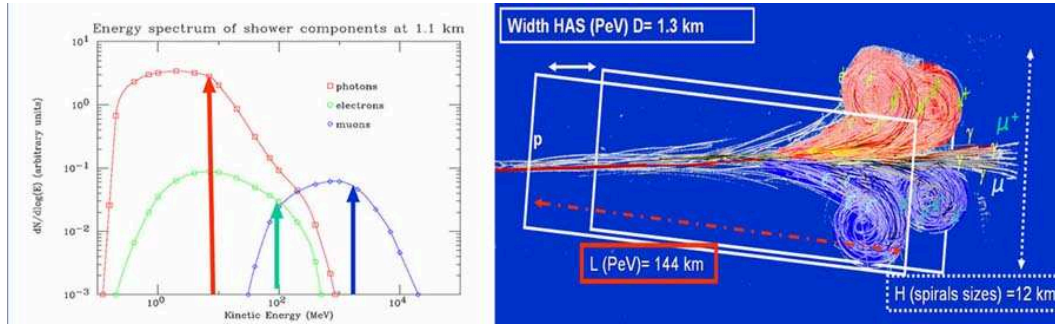 Energy spectrum of shower components at 1.1 km
dN/dlog(E) (arbitrary units)
10¹
10⁰
10⁻¹
10⁻²
10⁻³
photons
electrons
muons
10⁰
10²
10⁴
Kinetic Energy (MeV)
Width HAS (PeV) D= 1.3 km
p
γ
μ⁺
γ
μ
L (PeV)= 144 km
H (spirals sizes) =12 km